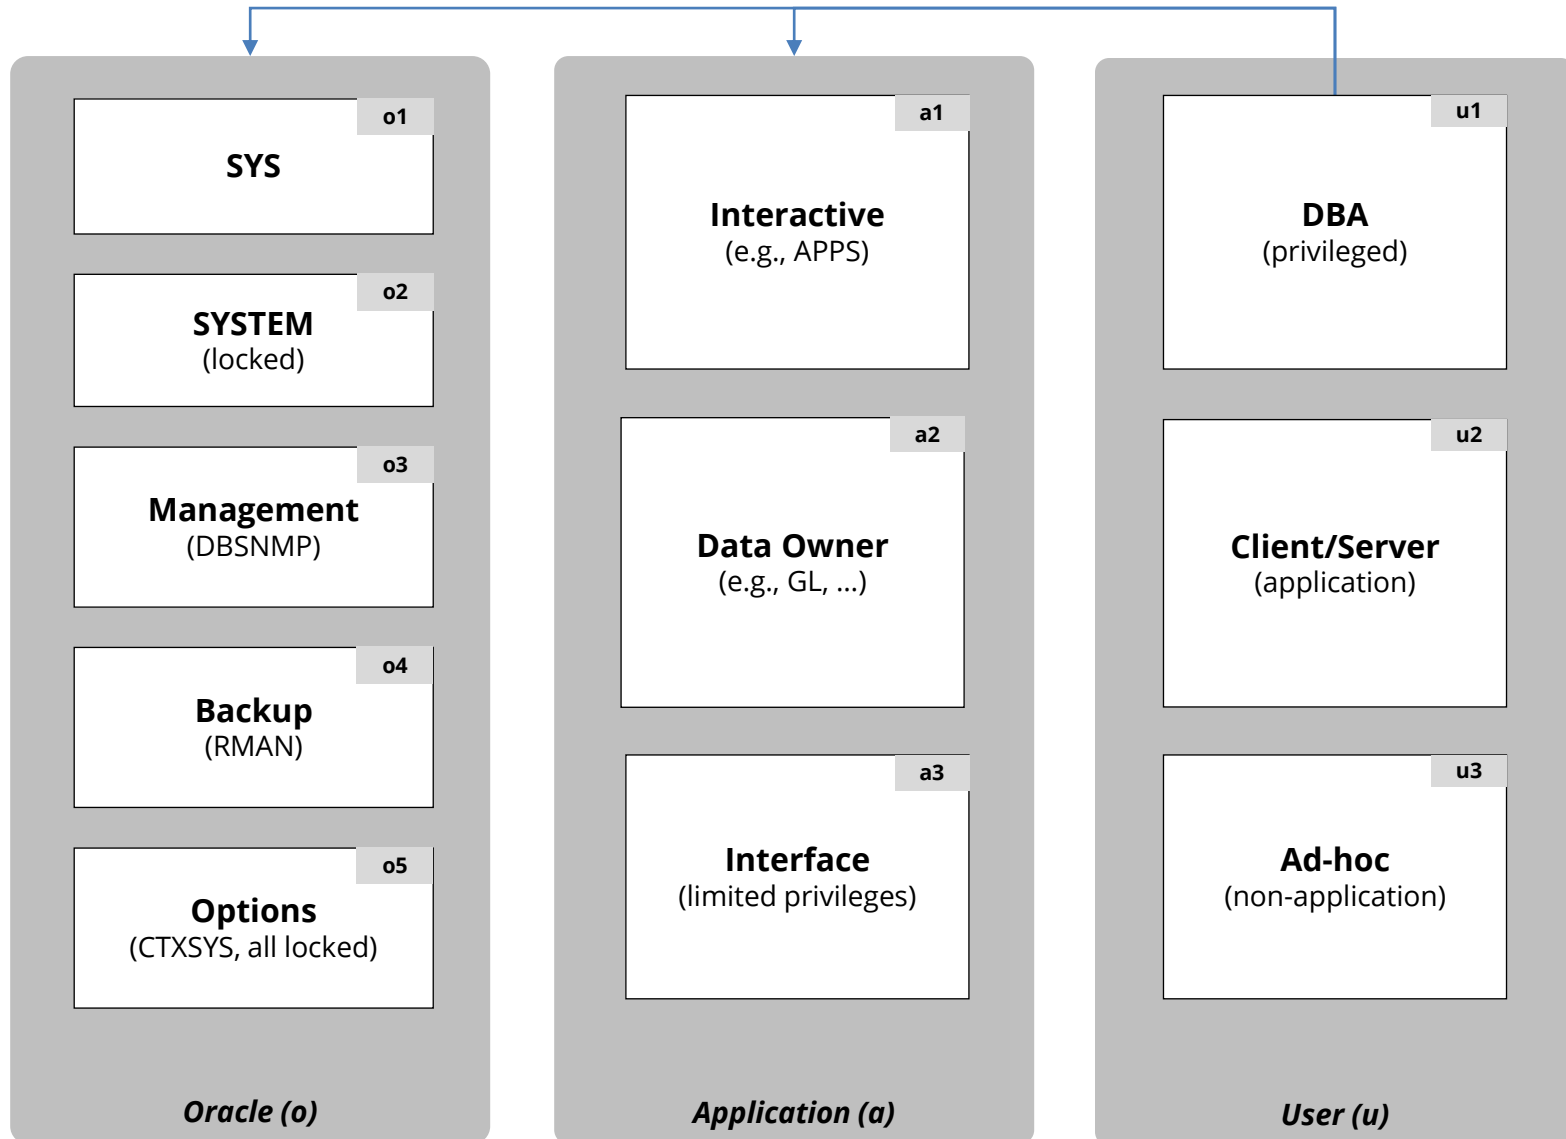 o1
SYS
o2
SYSTEM
(locked)
o3
Management
(DBSNMP)
o4
Backup
(RMAN)
o5
Options
(CTXSYS, all locked)
Oracle (o)
a1
Interactive
(e.g., APPS)
a2
Data Owner
(e.g., GL, ...)
a3
Interface
(limited privileges)
Application (a)
u1
DBA
(privileged)
u2
Client/Server
(application)
u3
Ad-hoc
(non-application)
User (u)